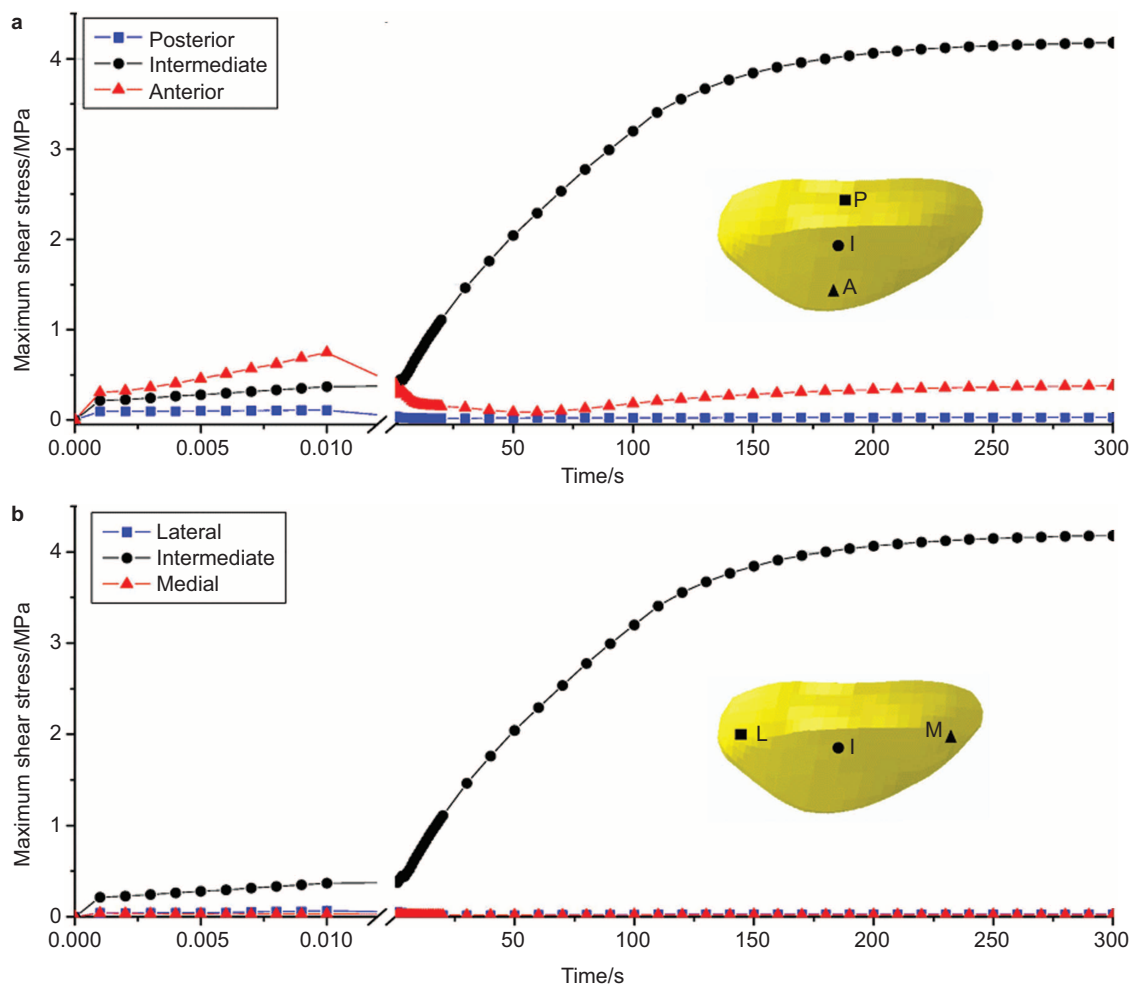 a
Posterior
Intermediate
Anterior
Maximum shear stress/MPa
4
3
2
1
0
P
I
A
0.000 0.005 0.010 50 100 150 200 250 300
Time/s
b
Lateral
Intermediate
Medial
Maximum shear stress/MPa
4
3
2
1
0
L
I
M
0.000 0.005 0.010 50 100 150 200 250 300
Time/s